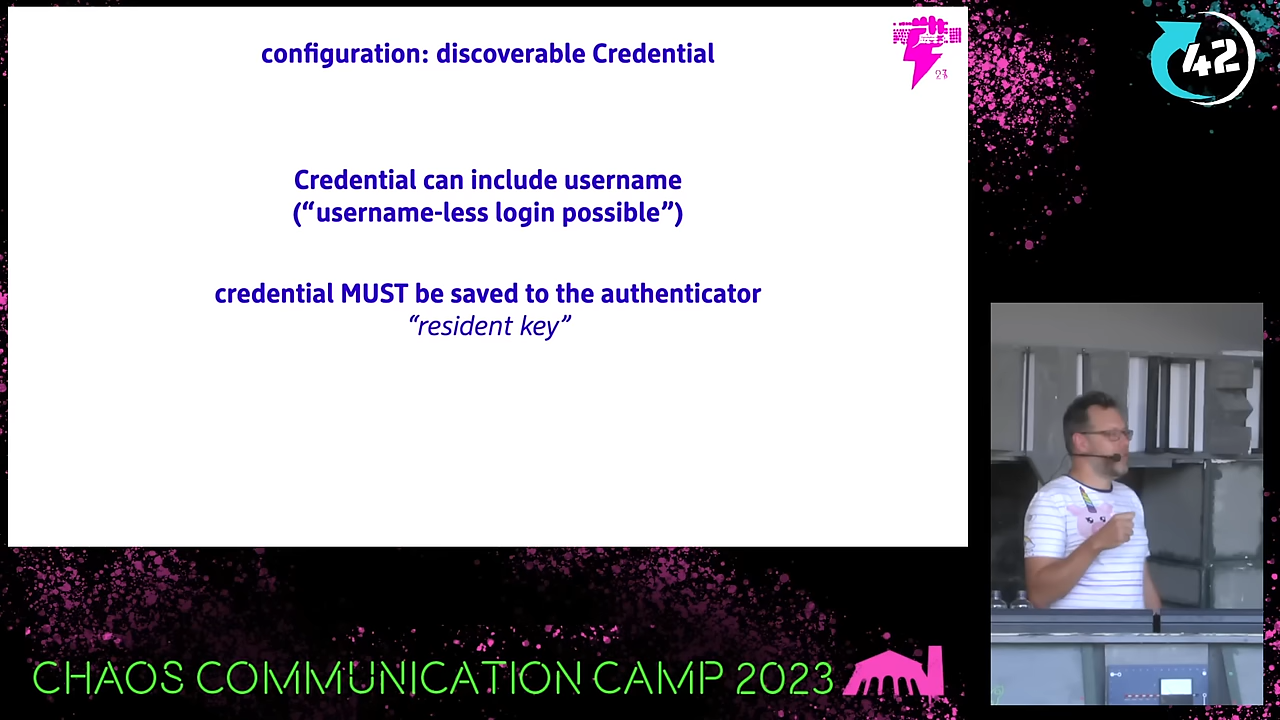 configuration: discoverable Credential
23
42
Credential can include username
(“username-less login possible”)
credential MUST be saved to the authenticator
“resident key”
CHAOS COMMUNICATION CAMP 2023